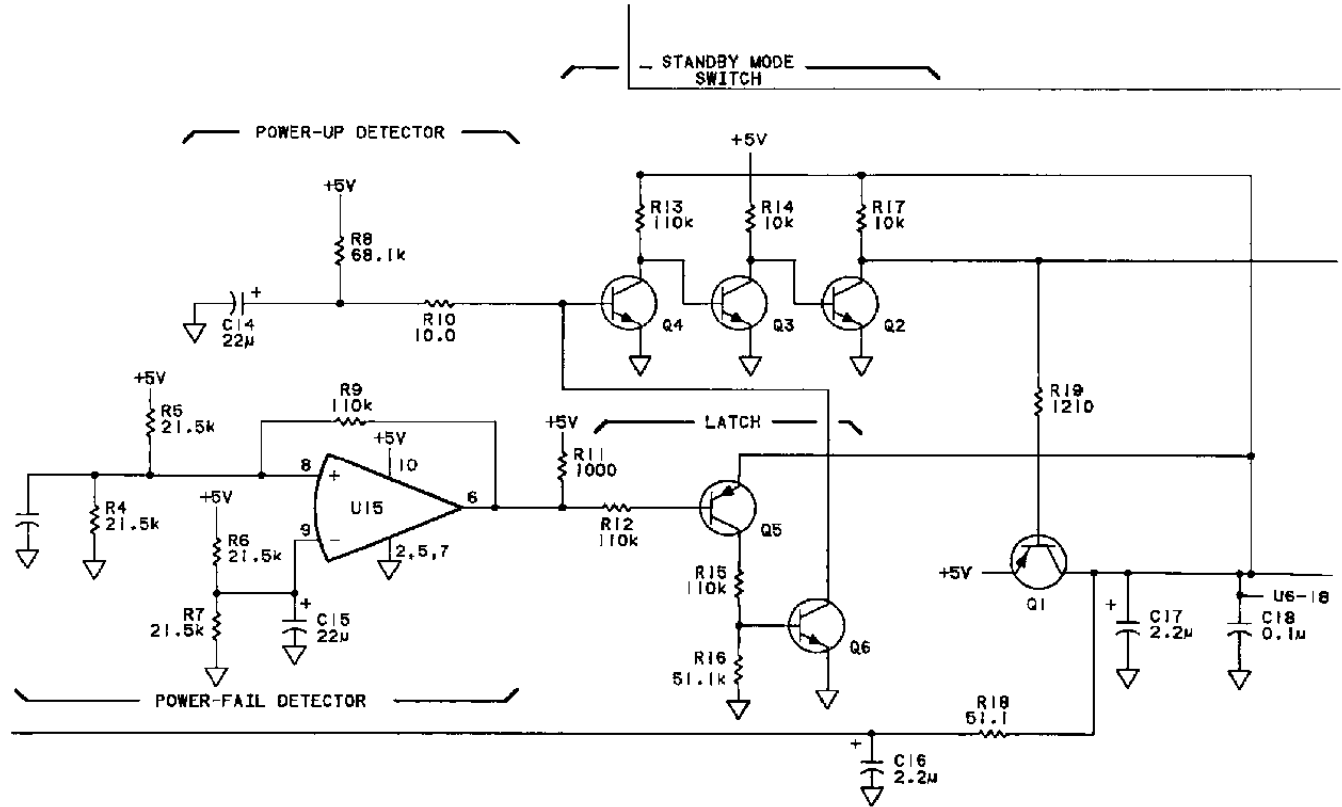 STANDBY MODE
SWITCH
POWER-UP DETECTOR
+5V
+5V
R8
68.1k
R13
110k
R14
10k
R17
10k
+
C14
22μ
R10
10.0
Q4
Q3
Q2
+5V
R5
21.5k
R9
110k
+5V
R11
1000
LATCH
R19
1210
+5V
10
8
+
U15
6
R4
21.5k
+5V
R6
21.5k
9
−
2,5,7
R12
110k
Q5
R7
21.5k
+
C15
22μ
R15
110k
+5V
Q1
+
C17
2.2μ
U6-18
C18
0.1μ
Q6
R16
51.1k
POWER-FAIL DETECTOR
R18
51.1
+
C16
2.2μ